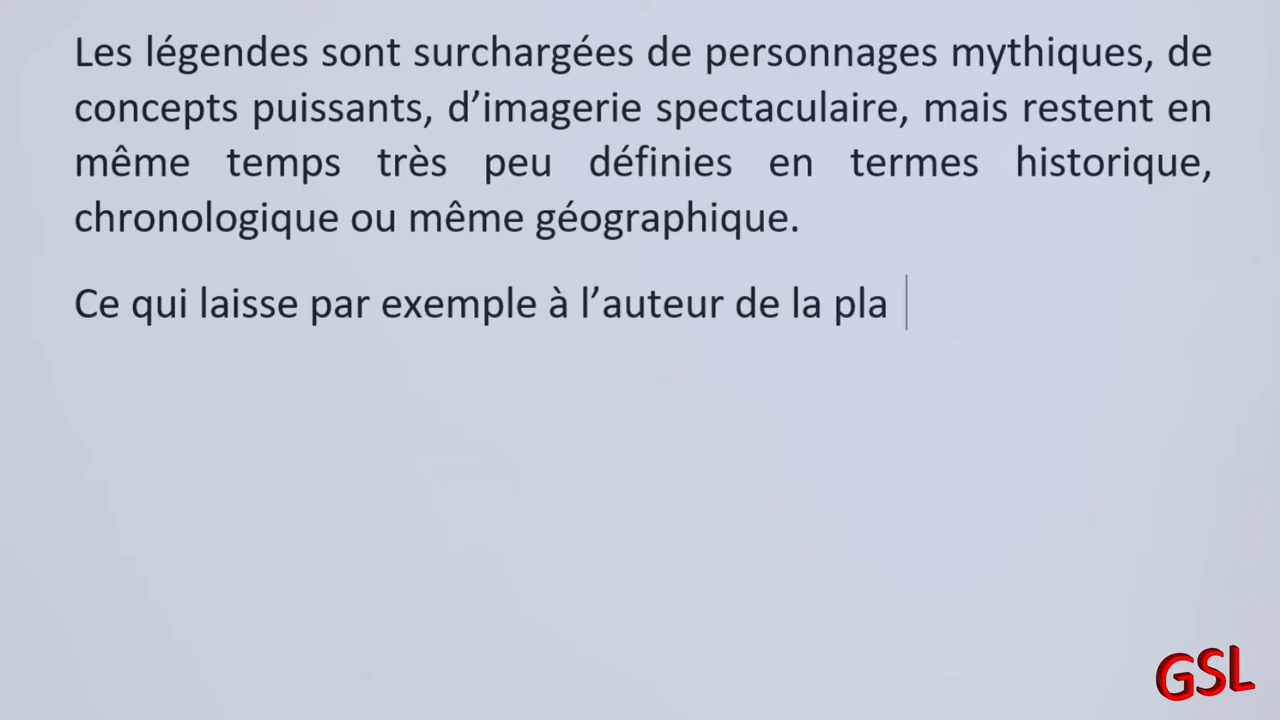 Les légendes sont surchargées de personnages mythiques, de
concepts puissants, d’imagerie spectaculaire, mais restent en
même temps très peu définies en termes historique,
chronologique ou même géographique.
Ce qui laisse par exemple à l’auteur de la pla
GSL